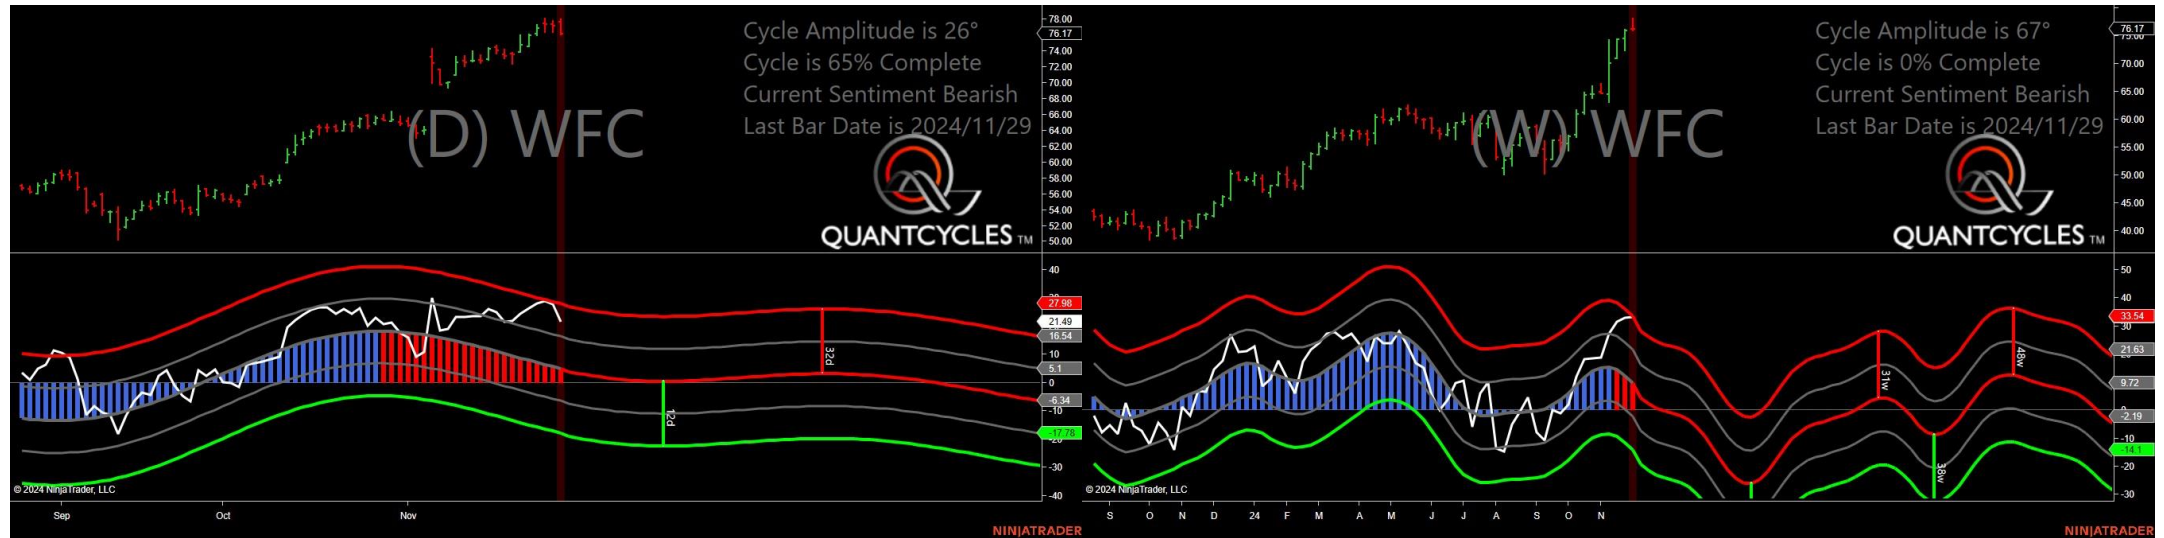 Cycle Amplitude is 26°
Cycle is 65% Complete
Current Sentiment Bearish
Last Bar Date is 2024/11/29
(D) WFC
QUANTCYCLES TM
78.00
76.17
74.00
72.00
70.00
68.00
66.00
64.00
62.00
60.00
58.00
56.00
54.00
52.00
50.00
40
27.98
21.49
16.54
10
5.1
0
-6.34
-10
-17.78
-30
-40
32d
12d
© 2024 NinjaTrader, LLC
Sep Oct Nov
NINJATRADER
Cycle Amplitude is 67°
Cycle is 0% Complete
Current Sentiment Bearish
Last Bar Date is 2024/11/29
(W) WFC
QUANTCYCLES TM
76.17
75.00
70.00
65.00
60.00
55.00
50.00
45.00
40.00
50
40
33.54
30
21.63
9.72
-2.19
-10
-14.1
-20
-30
31w
48w
38w
© 2024 NinjaTrader, LLC
S O N D 24 F M A M J J A S O N
NINJATRADER